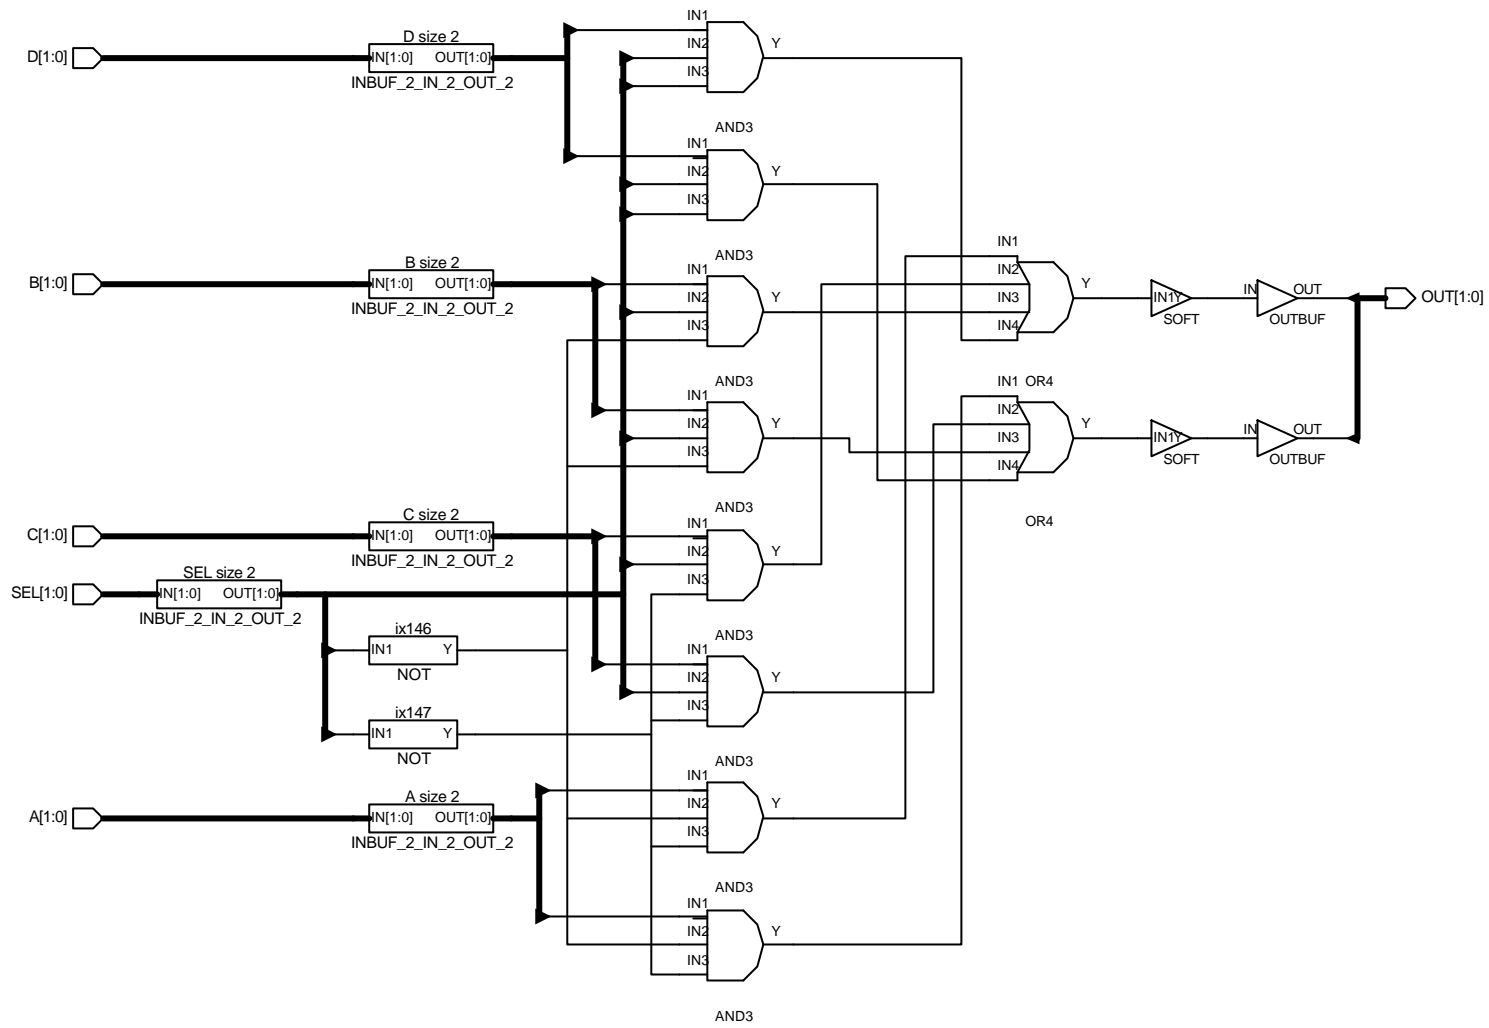 IN1
D size 2
IN2
Y
D[1:0]
IN[1:0] OUT[1:0]
IN3
INBUF_2_IN_2_OUT_2
AND3
IN1
IN2
Y
IN3
IN1
AND3
IN1
B size 2
IN2
B[1:0]
IN[1:0] OUT[1:0]
Y
Y
IN OUT
IN2
IN3
IN1Y
OUT[1:0]
INBUF_2_IN_2_OUT_2
SOFT
OUTBUF
IN3
IN4
AND3
IN1 OR4
IN1
IN2
IN2
Y
Y
IN OUT
IN3
IN1Y
IN3
SOFT
OUTBUF
IN4
AND3
C size 2
IN1
OR4
C[1:0]
IN[1:0] OUT[1:0]
IN2
Y
INBUF_2_IN_2_OUT_2
SEL size 2
IN3
SEL[1:0]
IN[1:0] OUT[1:0]
INBUF_2_IN_2_OUT_2
ix146
AND3
IN1 Y
IN1
NOT
IN2
Y
IN3
ix147
IN1 Y
NOT
AND3
IN1
A size 2
IN2
Y
A[1:0]
IN[1:0] OUT[1:0]
IN3
INBUF_2_IN_2_OUT_2
AND3
IN1
IN2
Y
IN3
AND3